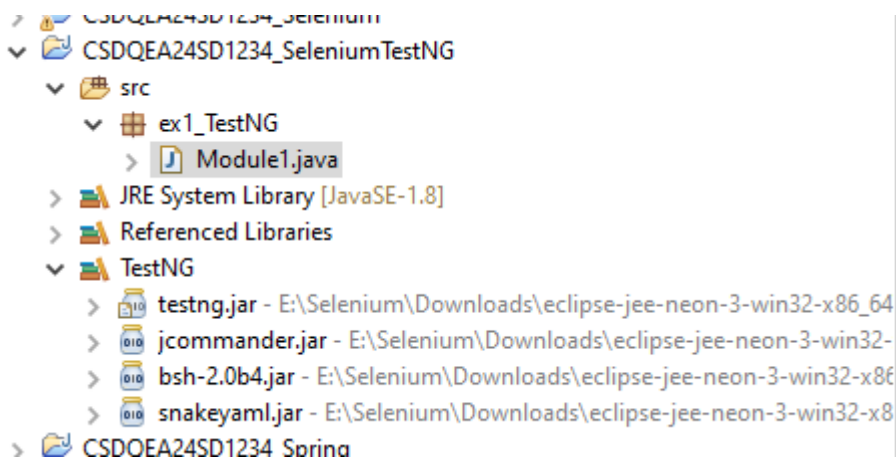 CSDQEA24SD1234_Selenium
CSDQEA24SD1234_SeleniumTestNG
src
ex1_TestNG
Module1.java
JRE System Library [JavaSE-1.8]
Referenced Libraries
TestNG
testng.jar - E:\Selenium\Downloads\eclipse-jee-neon-3-win32-x86_64
jcommander.jar - E:\Selenium\Downloads\eclipse-jee-neon-3-win32-
bsh-2.0b4.jar - E:\Selenium\Downloads\eclipse-jee-neon-3-win32-x86
snakeyaml.jar - E:\Selenium\Downloads\eclipse-jee-neon-3-win32-x8
CSDQEA24SD1234_Spring